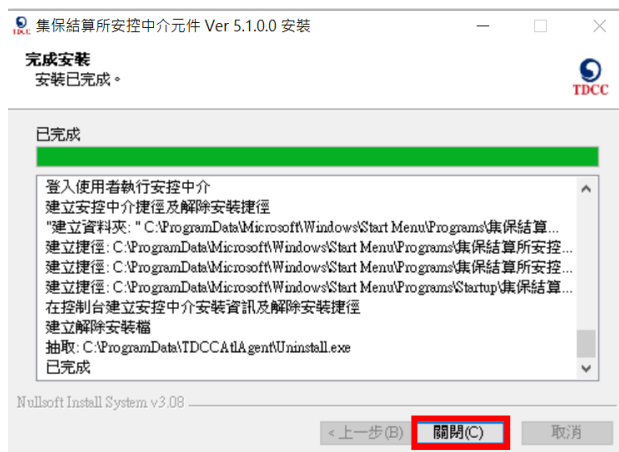 集保結算所安控中介元件 Ver 5.1.0.0 安裝
完成安裝
安裝已完成。
TDCC
已完成
登入使用者執行安控中介
建立安控中介捷徑及解除安裝捷徑
"建立資料夾: " C:\ProgramData\Microsoft\Windows\Start Menu\Programs\集保結算...
建立捷徑: C:\ProgramData\Microsoft\Windows\Start Menu\Programs\集保結算所安控...
建立捷徑: C:\ProgramData\Microsoft\Windows\Start Menu\Programs\集保結算所安控...
建立捷徑: C:\ProgramData\Microsoft\Windows\Start Menu\Programs\Startup\集保結算...
在控制台建立安控中介安裝資訊及解除安裝捷徑
建立解除安裝檔
抽取: C:\ProgramData\TDCCAtlAgent\Uninstall.exe
已完成
Nullsoft Install System v3.08
<上一步(B) 關閉(C) 取消